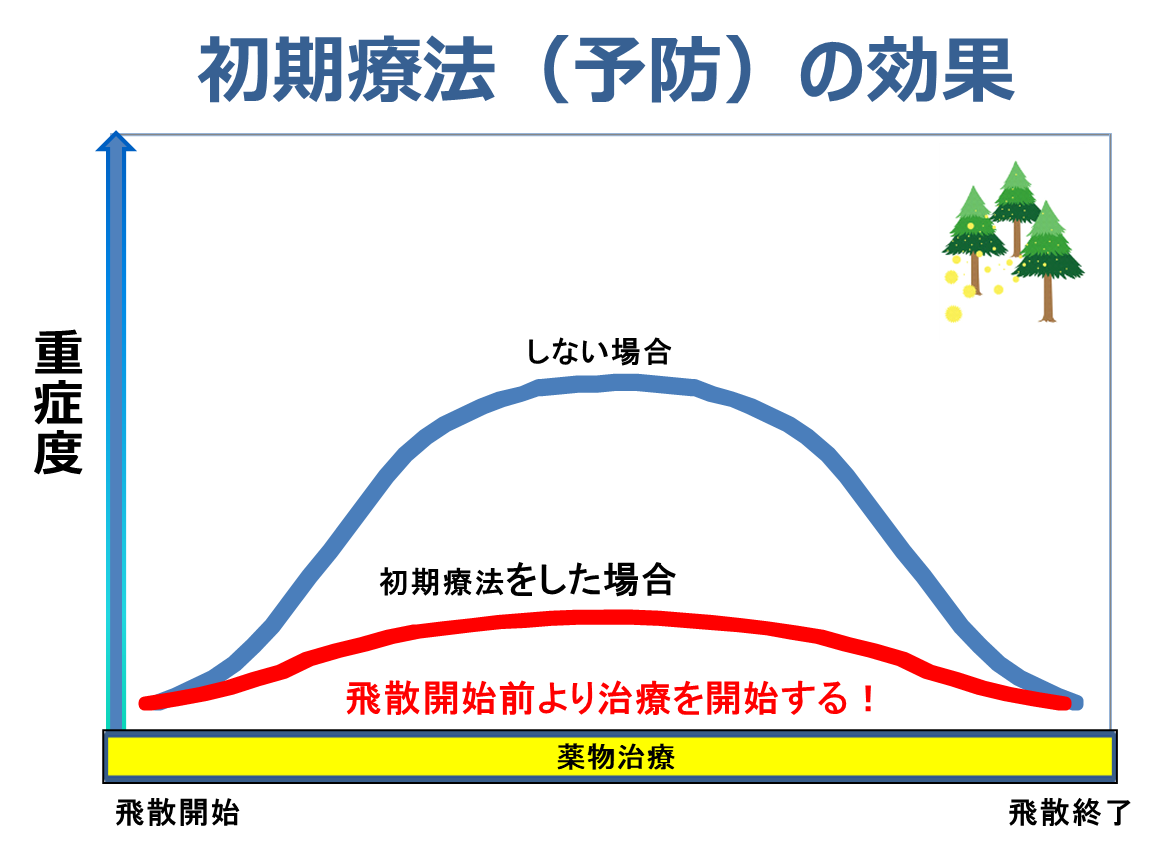 初期療法（予防）の効果
重症度
しない場合
初期療法をした場合
飛散開始前より治療を開始する！
薬物治療
飛散開始
飛散終了